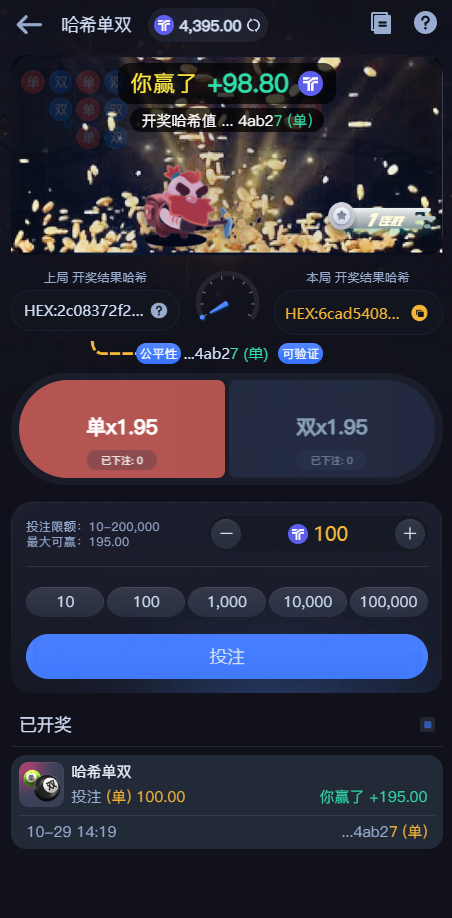 哈希单双 4,395.00
单 双 单 双
双 单 双
单 双
你赢了 +98.80
开奖哈希值 ... 4ab27 (单)
1 连胜
上局 开奖结果哈希
本局 开奖结果哈希
HEX:2c08372f2... ?
HEX:6cad5408...
公平性 ...4ab27 (单) 可验证
单x1.95
已下注: 0
双x1.95
已下注: 0
投注限额: 10-200,000
最大可赢: 195.00
− 100 +
10 100 1,000 10,000 100,000
投注
已开奖
单 双
哈希单双
投注 (单) 100.00 你赢了 +195.00
10-29 14:19 ...4ab27 (单)